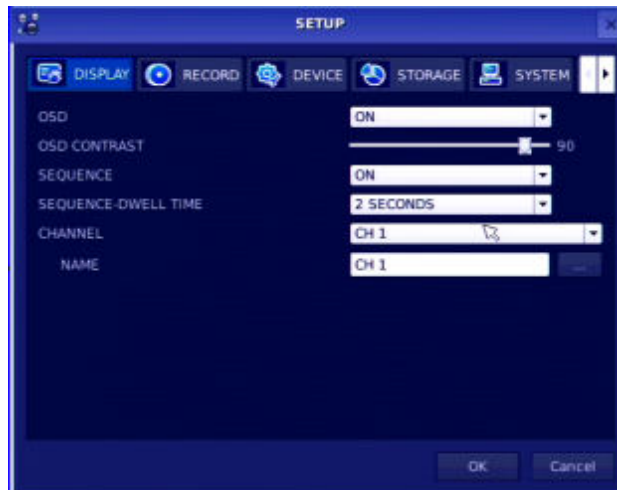 SETUP
DISPLAY RECORD DEVICE STORAGE SYSTEM
OSD ON
OSD CONTRAST 90
SEQUENCE ON
SEQUENCE-DWELL TIME 2 SECONDS
CHANNEL CH 1
NAME CH 1 ...
OK Cancel